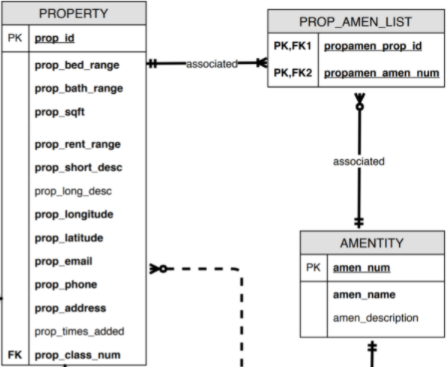 PROPERTY
PK prop_id
prop_bed_range
prop_bath_range
prop_sqft
prop_rent_range
prop_short_desc
prop_long_desc
prop_longitude
prop_latitude
prop_email
prop_phone
prop_address
prop_times_added
FK prop_class_num
associated
PROP_AMEN_LIST
PK,FK1 propamen_prop_id
PK,FK2 propamen_amen_num
associated
AMENTITY
PK amen_num
amen_name
amen_description